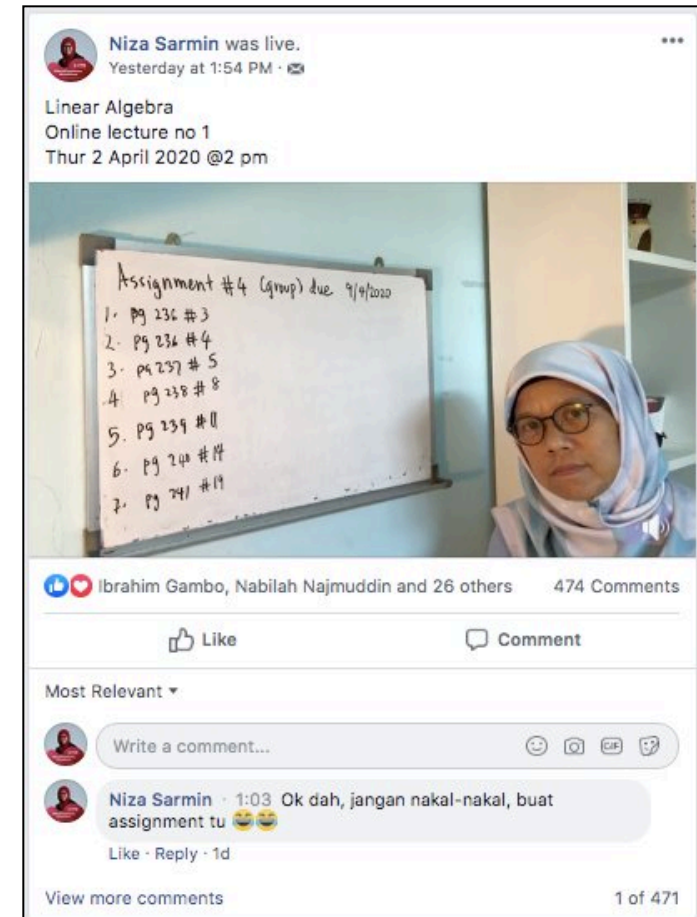 Niza Sarmin was live.
Yesterday at 1:54 PM ·
Linear Algebra
Online lecture no 1
Thur 2 April 2020 @2 pm
Assignment #4 (group) due 9/4/2020
1. pg 236 #3
2. pg 236 #4
3. pg 237 #5
4 pg 238 #8
5. pg 239 #11
6. pg 240 #14
7. pg 241 #19
Ibrahim Gambo, Nabilah Najmuddin and 26 others 474 Comments
Like Comment
Most Relevant
Write a comment... GIF
Niza Sarmin · 1:03 Ok dah, jangan nakal-nakal, buat
assignment tu 😂😂
Like · Reply · 1d
View more comments 1 of 471